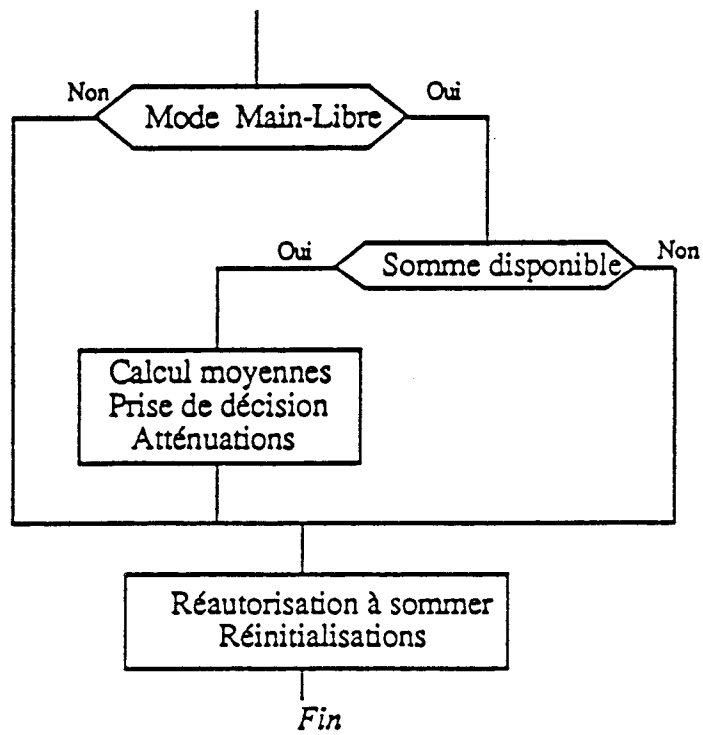 Non
Oui
Mode Main-Libre
Oui
Non
Somme disponible
Calcul moyennes
Prise de décision
Atténuations
Réautorisation à sommer
Réinitialisations
Fin